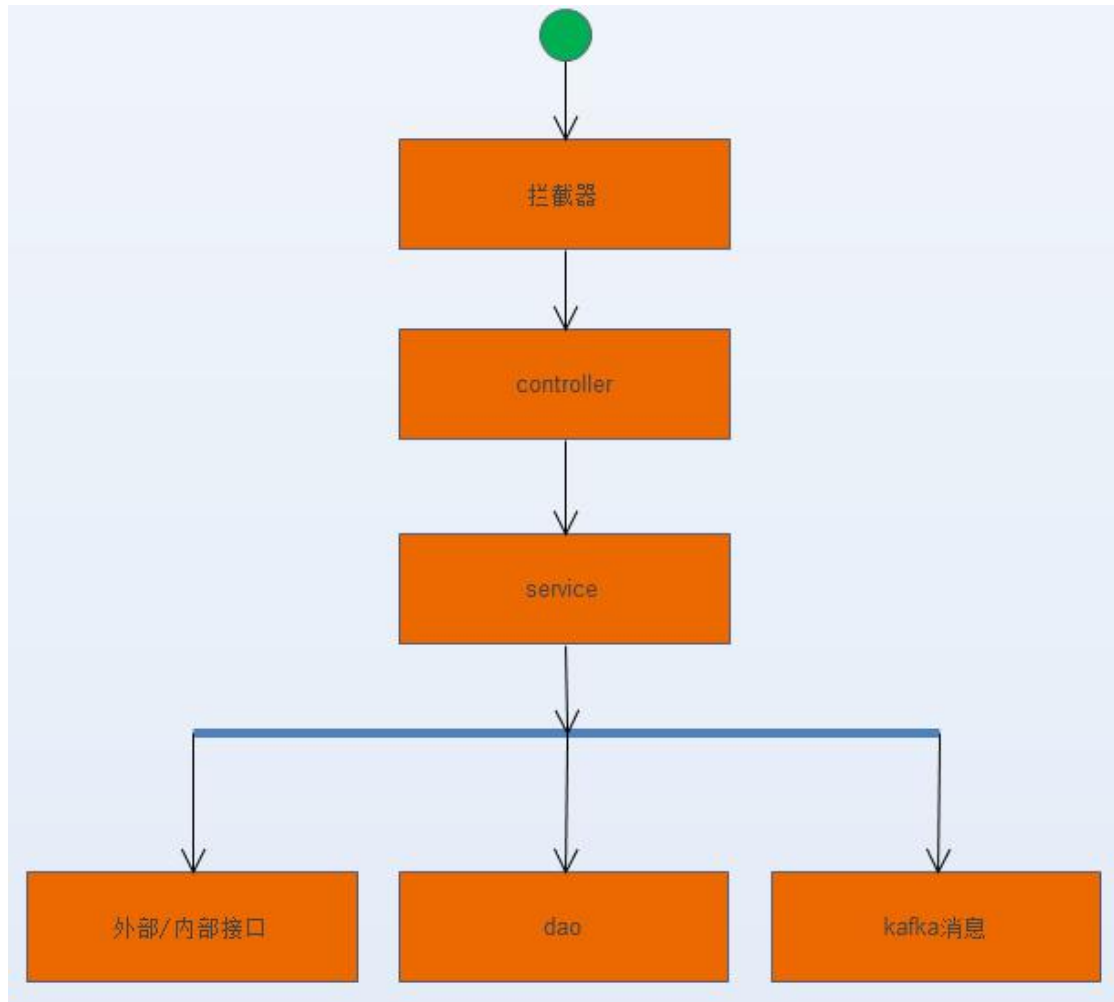 拦截器
controller
service
外部/内部接口
dao
kafka消息